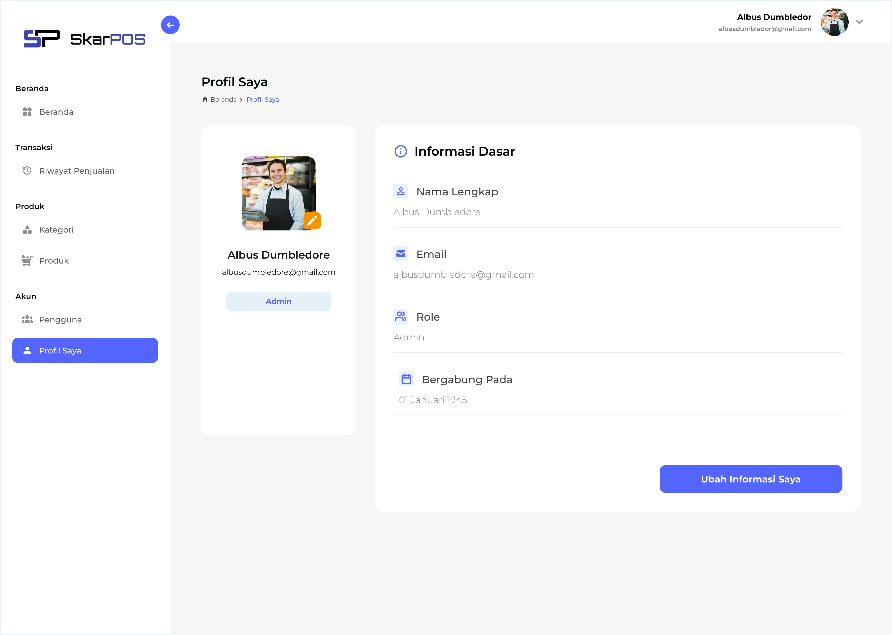 SP SkarPOS
Albus Dumbledor
albusdumbledor@gmail.com
Beranda
Beranda
Transaksi
Riwayat Penjualan
Produk
Kategori
Produk
Akun
Pengguna
Profil Saya
Profil Saya
Beranda > Profil Saya
Albus Dumbledore
albusdumbledore@gmail.com
Admin
Informasi Dasar
Nama Lengkap
Albus Dumbledore
Email
albusdumbledore@gmail.com
Role
Admin
Bergabung Pada
01 Januari 1945
Ubah Informasi Saya